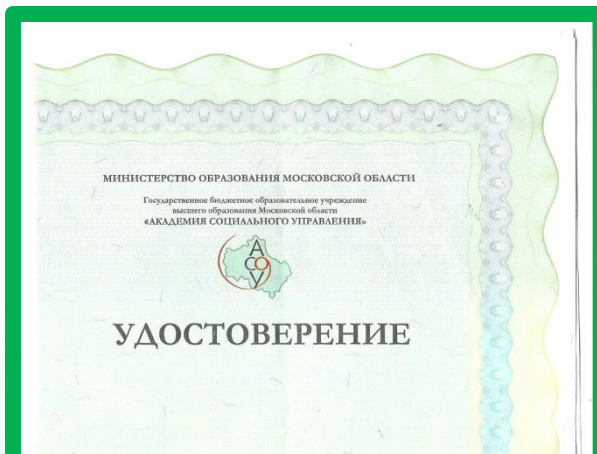 МИНИСТЕРСТВО ОБРАЗОВАНИЯ МОСКОВСКОЙ ОБЛАСТИ
Государственное бюджетное образовательное учреждение
высшего образования Московской области
«АКАДЕМИЯ СОЦИАЛЬНОГО УПРАВЛЕНИЯ»
АСОУ
УДОСТОВЕРЕНИЕ